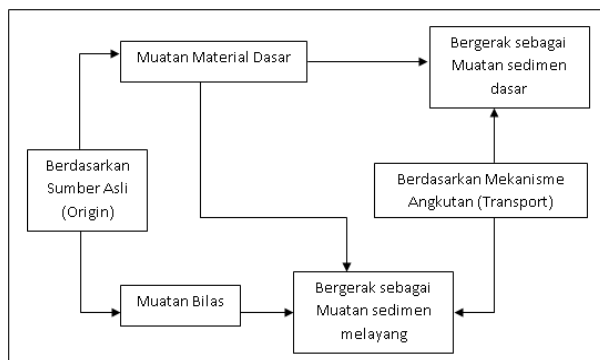 Muatan Material Dasar
Bergerak sebagai
Muatan sedimen
dasar
Berdasarkan
Sumber Asli
(Origin)
Berdasarkan Mekanisme
Angkutan (Transport)
Muatan Bilas
Bergerak sebagai
Muatan sedimen
melayang